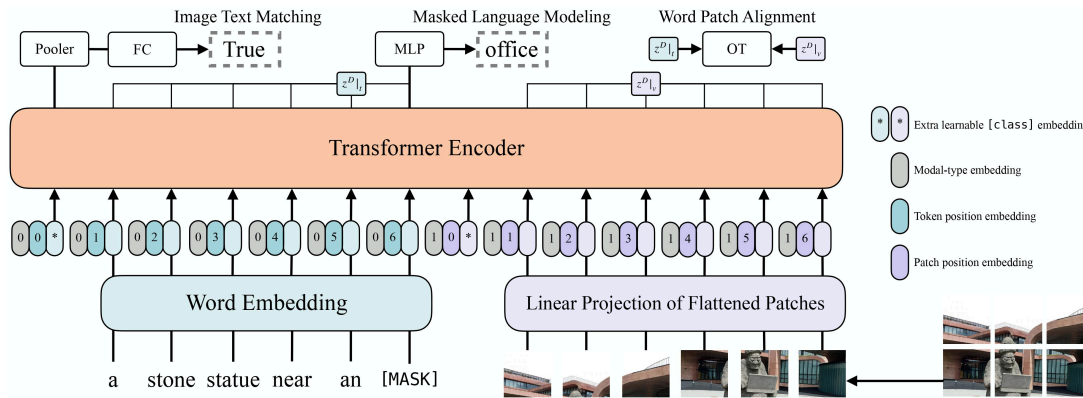 Image Text Matching
Masked Language Modeling
Word Patch Alignment
Pooler
FC
True
MLP
office
z^D|_t
OT
z^D|_v
z^D|_t
z^D|_v
Transformer Encoder
* * Extra learnable [class] embeddin
Modal-type embedding
Token position embedding
Patch position embedding
0 0 * 0 1 0 2 0 3 0 4 0 5 0 6 1 0 * 1 1 1 2 1 3 1 4 1 5 1 6
Word Embedding
Linear Projection of Flattened Patches
a stone statue near an [MASK]